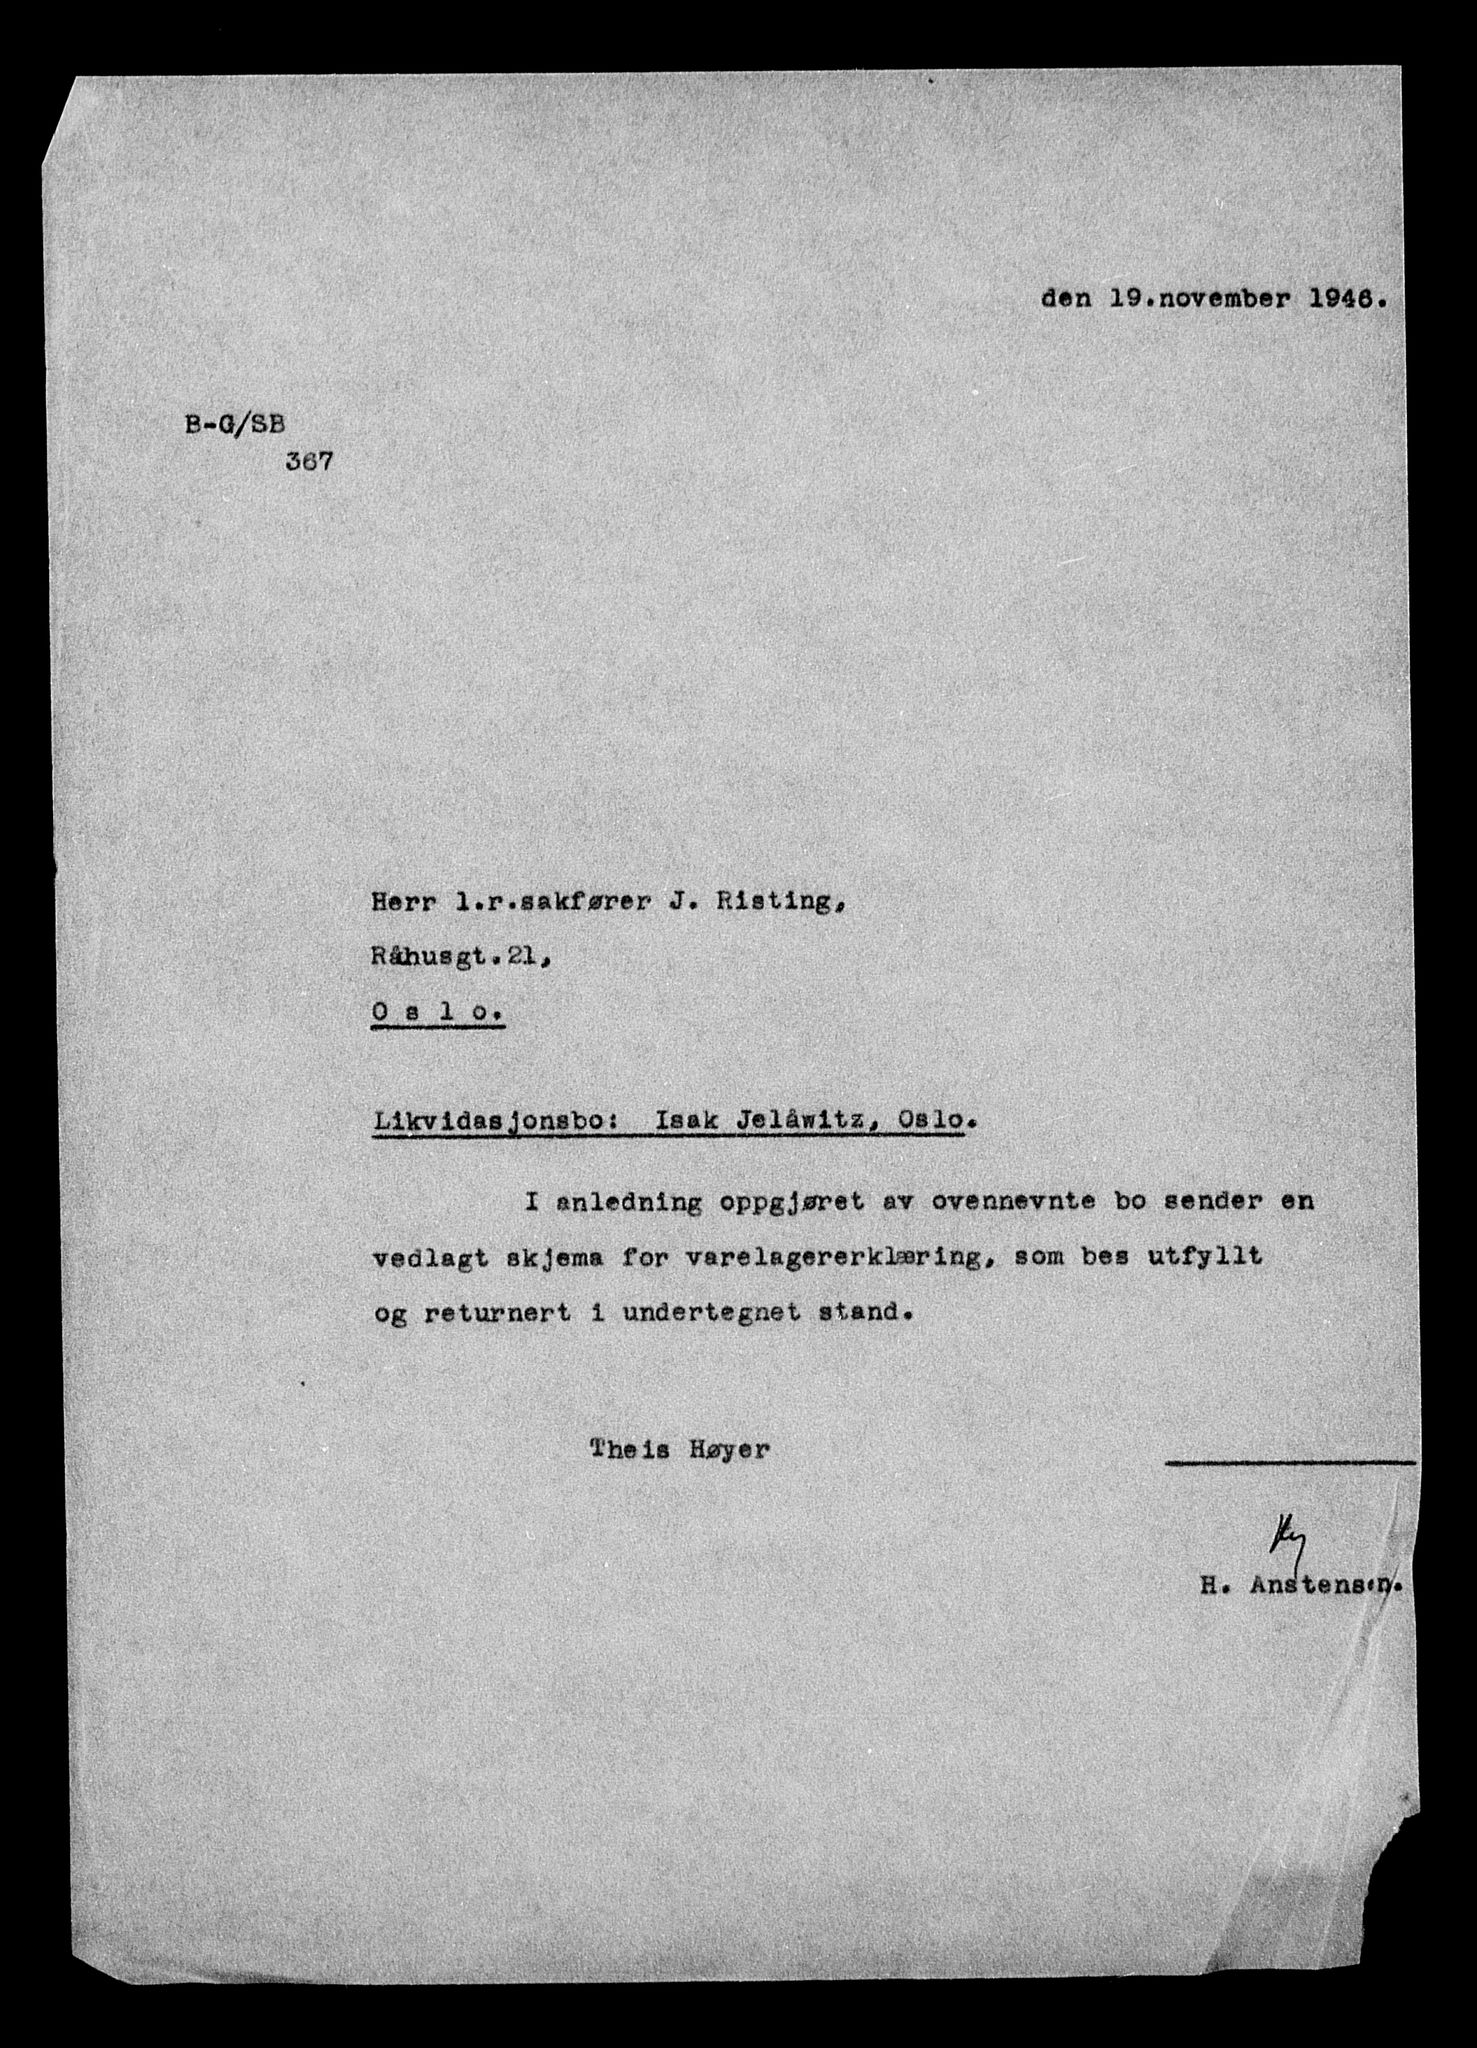 den 19.november 1946.
B-G/SB
367
Herr l.r.sakfører J. Risting,
Råhusgt.21,
O s l o.
Likvidasjonsbo: Isak Jelåwitz, Oslo.
I anledning oppgjøret av ovennevnte bo sender en
vedlagt skjema for varelagererklæring, som bes utfyllt
og returnert i undertegnet stand.
Theis Høyer
H. Anstensen.